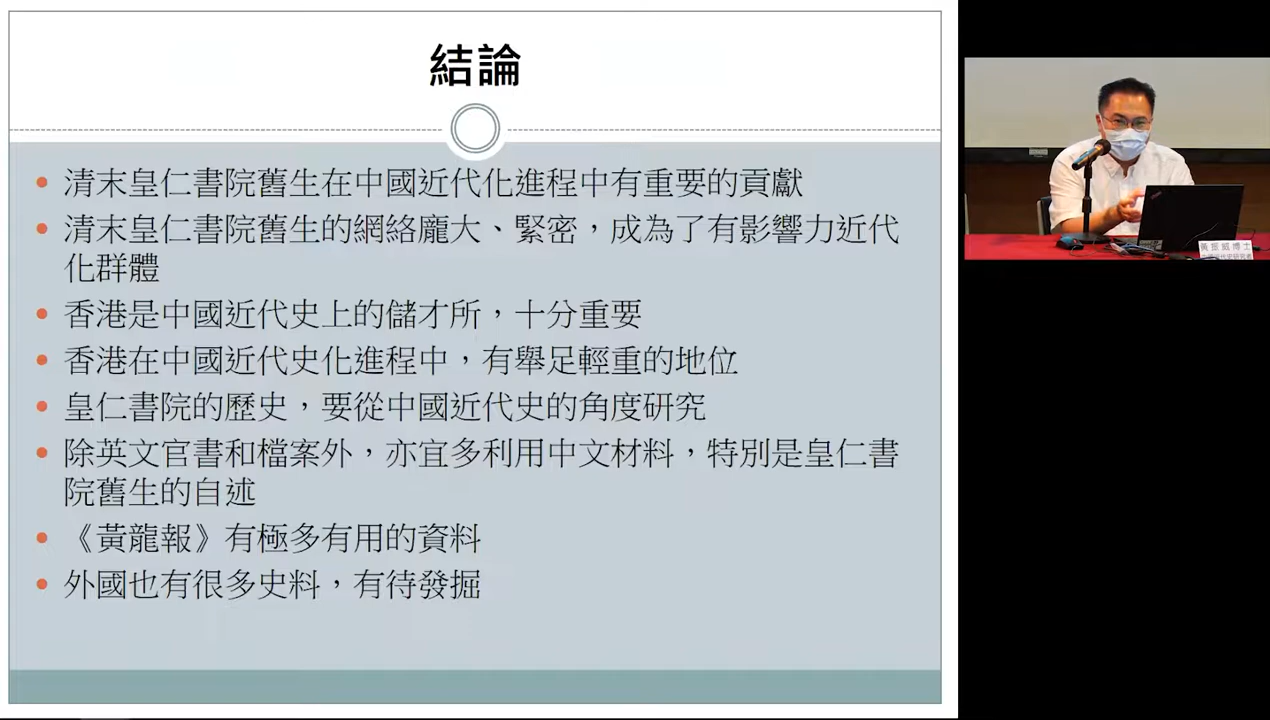 結論
清末皇仁書院舊生在中國近代化進程中有重要的貢獻
清末皇仁書院舊生的網絡龐大、緊密，成為了有影響力近代
化群體
香港是中國近代史上的儲才所，十分重要
香港在中國近代史化進程中，有舉足輕重的地位
皇仁書院的歷史，要從中國近代史的角度研究
除英文官書和檔案外，亦宜多利用中文材料，特別是皇仁書
院舊生的自述
《黃龍報》有極多有用的資料
外國也有很多史料，有待發掘
黃振威博士